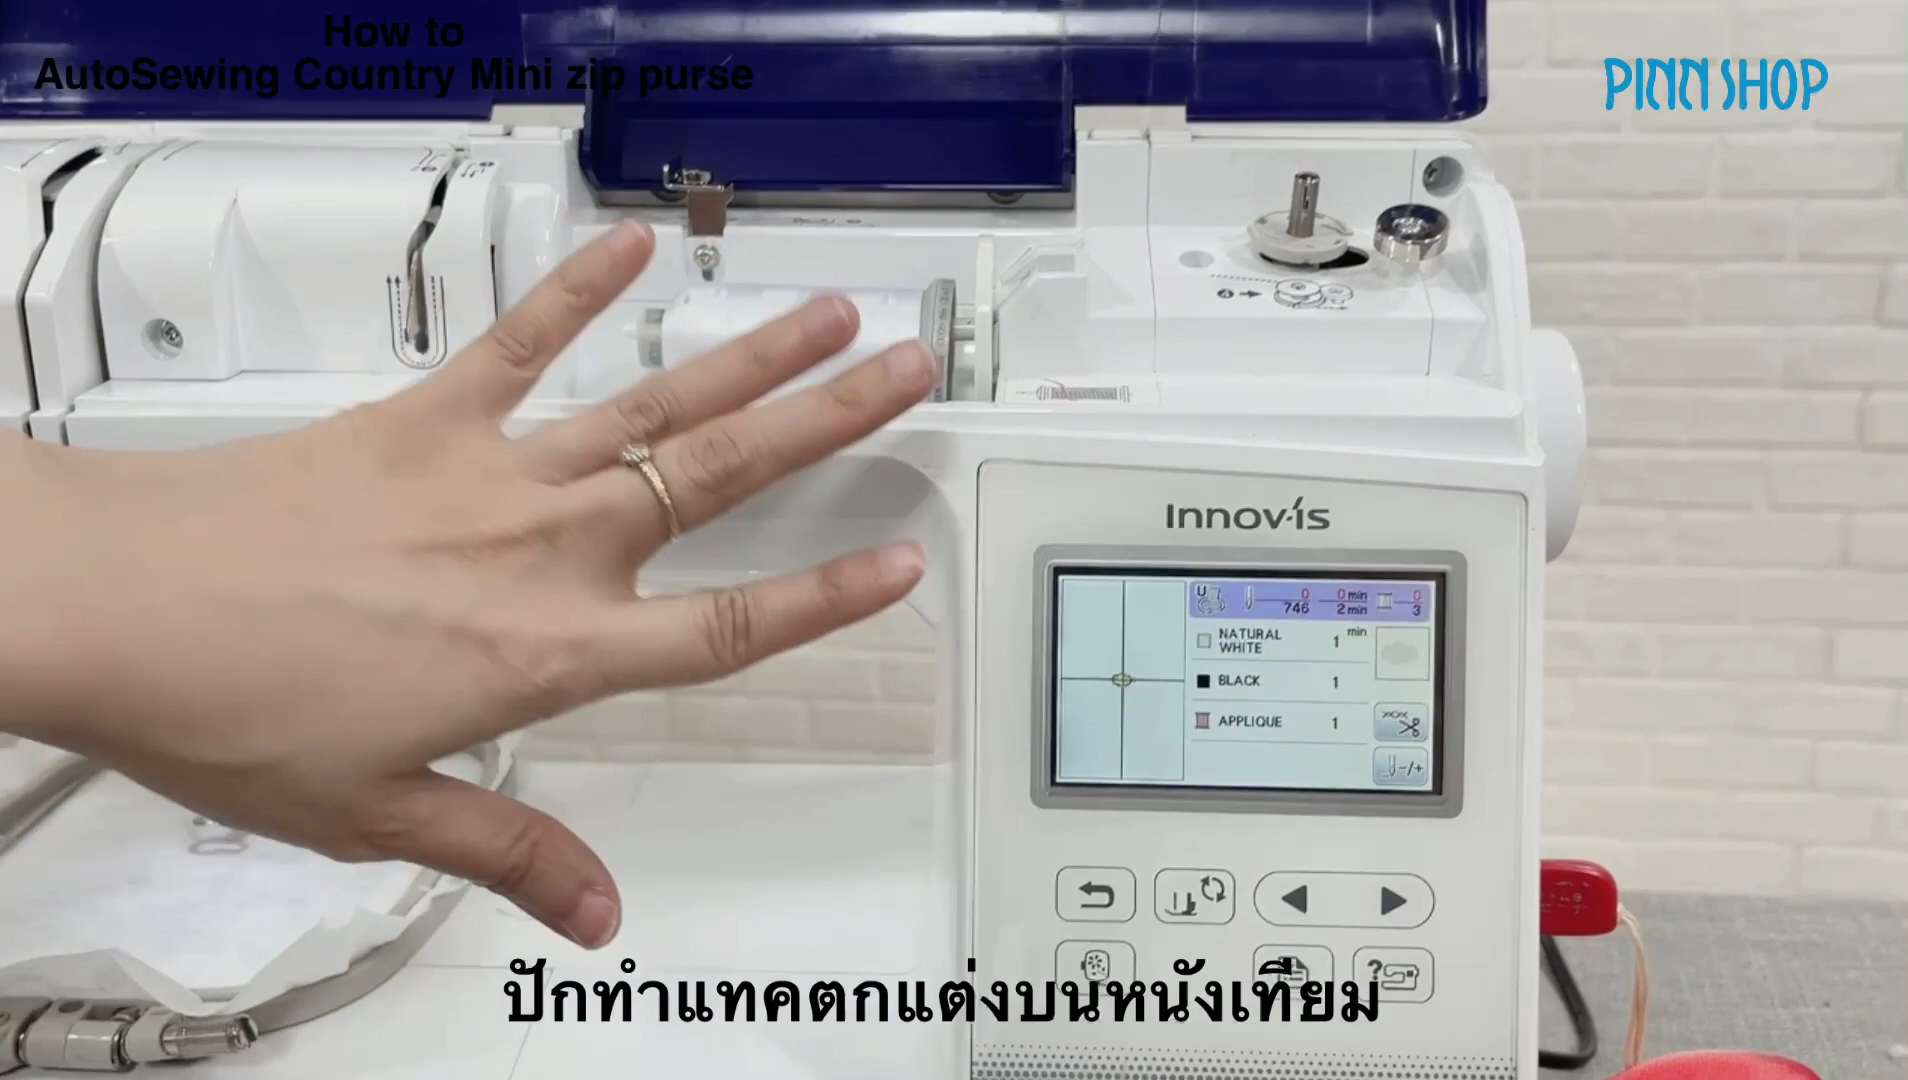 How to
AutoSewing Country Mini zip purse
PINN SHOP
Innov-is
U 0 0 min 0
746 2 min 3
NATURAL WHITE 1 min
BLACK 1
APPLIQUE 1
-/+
A
?
ปักทำแทคตกแต่งบนหนังเทียม